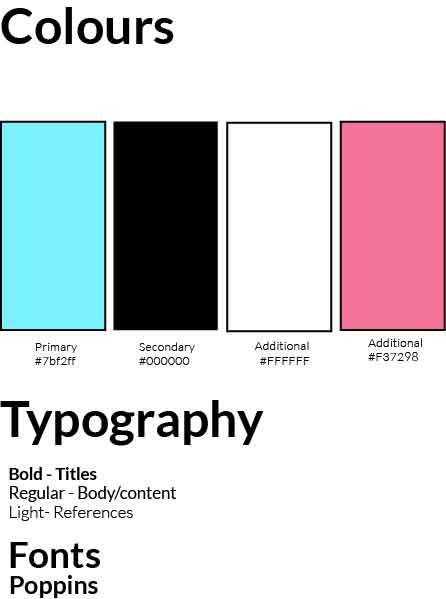 Colours
Primary
#7bf2ff
Secondary
#000000
Additional
#FFFFFF
Additional
#F37298
Typography
Bold - Titles
Regular - Body/content
Light- References
Fonts
Poppins